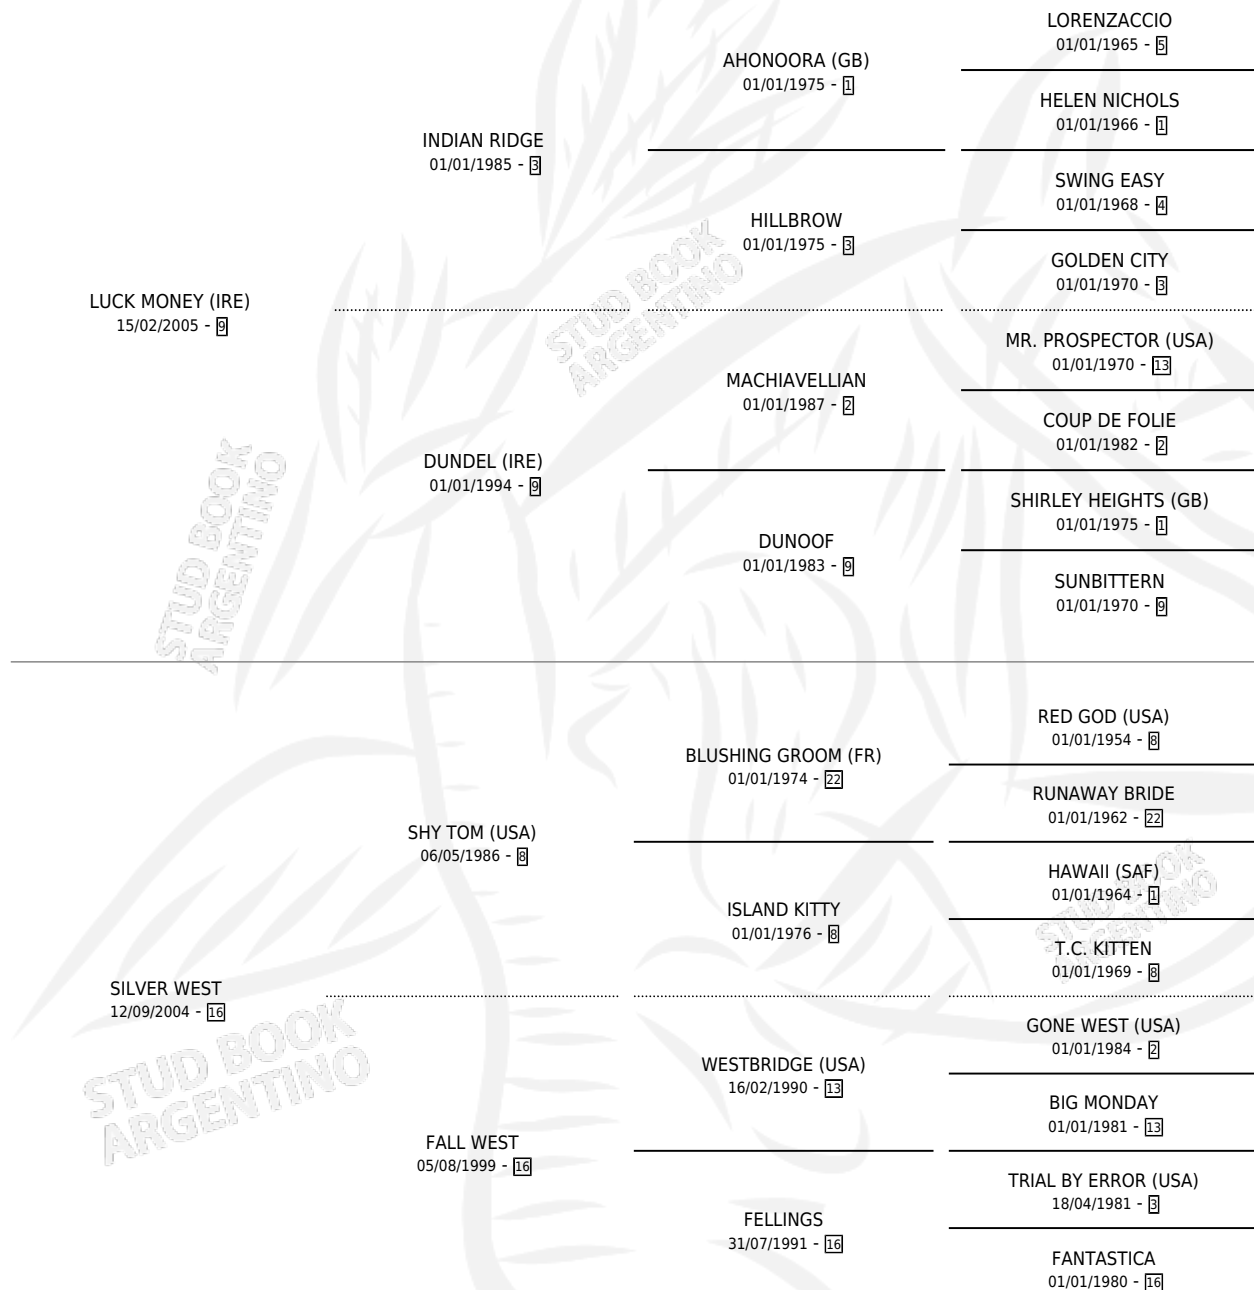 LORENZACCIO
01/01/1965 - 5
AHONOORA (GB)
01/01/1975 - 1
HELEN NICHOLS
01/01/1966 - 1
INDIAN RIDGE
01/01/1985 - 3
SWING EASY
01/01/1968 - 4
HILLBROW
01/01/1975 - 3
GOLDEN CITY
01/01/1970 - 3
LUCK MONEY (IRE)
15/02/2005 - 9
STUD BOOK
ARGENTINO
MR. PROSPECTOR (USA)
01/01/1970 - 13
MACHIAVELLIAN
01/01/1987 - 2
COUP DE FOLIE
01/01/1982 - 2
DUNDEL (IRE)
01/01/1994 - 9
SHIRLEY HEIGHTS (GB)
01/01/1975 - 1
DUNOOF
01/01/1983 - 9
SUNBITTERN
01/01/1970 - 9
STUD BOOK
ARGENTINO
RED GOD (USA)
01/01/1954 - 8
BLUSHING GROOM (FR)
01/01/1974 - 22
RUNAWAY BRIDE
01/01/1962 - 22
SHY TOM (USA)
06/05/1986 - 8
HAWAII (SAF)
01/01/1964 - 1
ISLAND KITTY
01/01/1976 - 8
STUD BOOK
ARGENTINO
T.C. KITTEN
01/01/1969 - 8
SILVER WEST
12/09/2004 - 16
GONE WEST (USA)
01/01/1984 - 2
WESTBRIDGE (USA)
16/02/1990 - 13
BIG MONDAY
01/01/1981 - 13
STUD BOOK
ARGENTINO
FALL WEST
05/08/1999 - 16
TRIAL BY ERROR (USA)
18/04/1981 - 3
FELLINGS
31/07/1991 - 16
FANTASTICA
01/01/1980 - 16